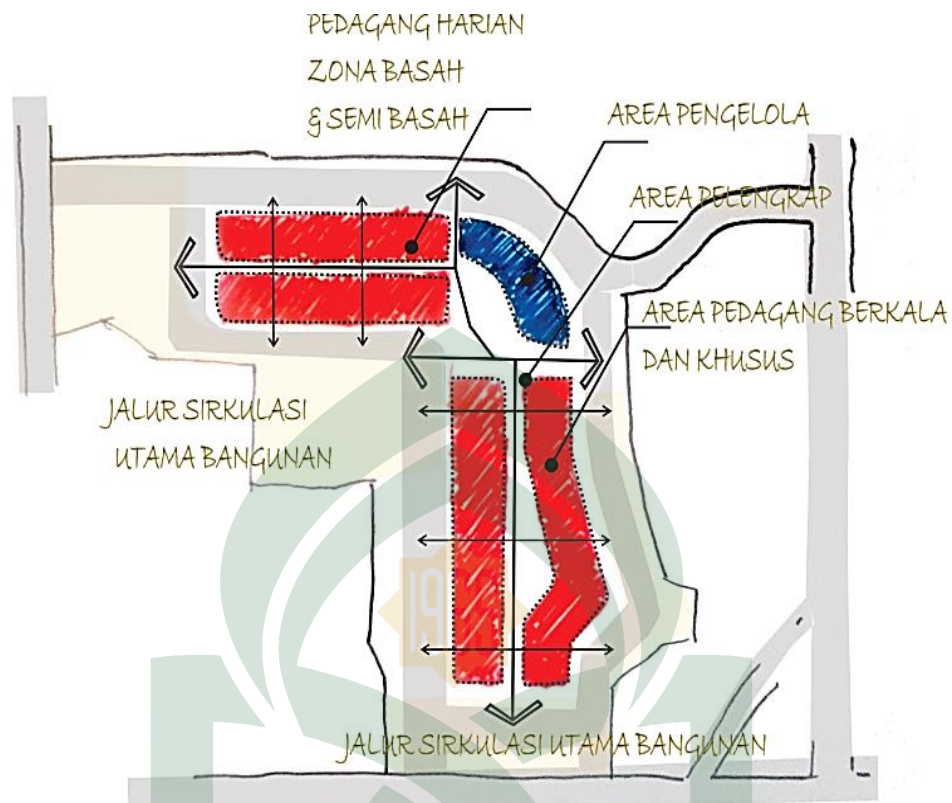 PEDAGANG HARIAN
ZONA BASAH
& SEMI BASAH
AREA PENGELOLA
AREA PELENGKAP
AREA PEDAGANG BERKALA
DAN KHUSUS
JALUR SIRKULASI
UTAMA BANGUNAN
JALUR SIRKULASI UTAMA BANGUNAN